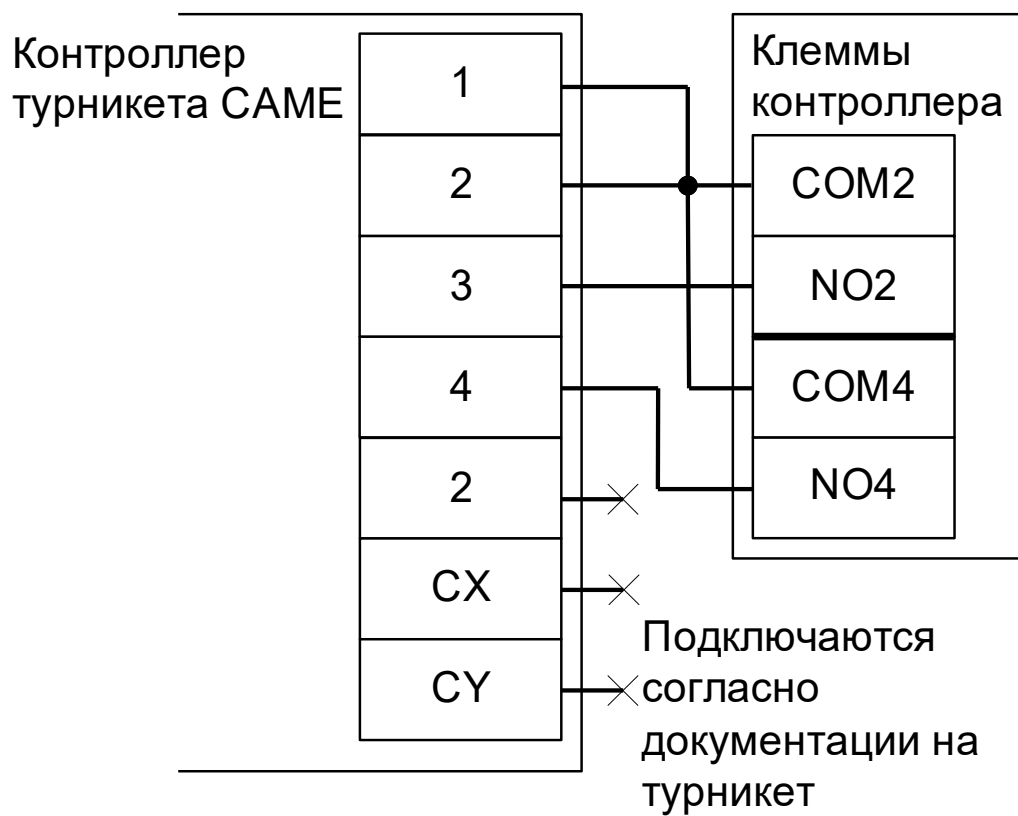 Контроллер
турникета CAME
1
2
3
4
2
CX
CY
Клеммы
контроллера
COM2
NO2
COM4
NO4
Подключаются
согласно
документации на
турникет